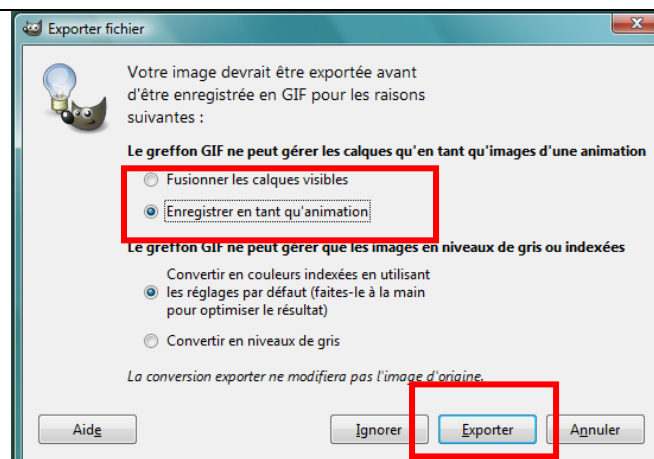 Exporter fichier
Votre image devrait être exportée avant
d'être enregistrée en GIF pour les raisons
suivantes :
Le greffon GIF ne peut gérer les calques qu'en tant qu'images d'une animation
Fusionner les calques visibles
Enregistrer en tant qu'animation
Le greffon GIF ne peut gérer que les images en niveaux de gris ou indexées
Convertir en couleurs indexées en utilisant
les réglages par défaut (faites-le à la main
pour optimiser le résultat)
Convertir en niveaux de gris
La conversion exporter ne modifiera pas l'image d'origine.
Aide Ignorer Exporter Annuler